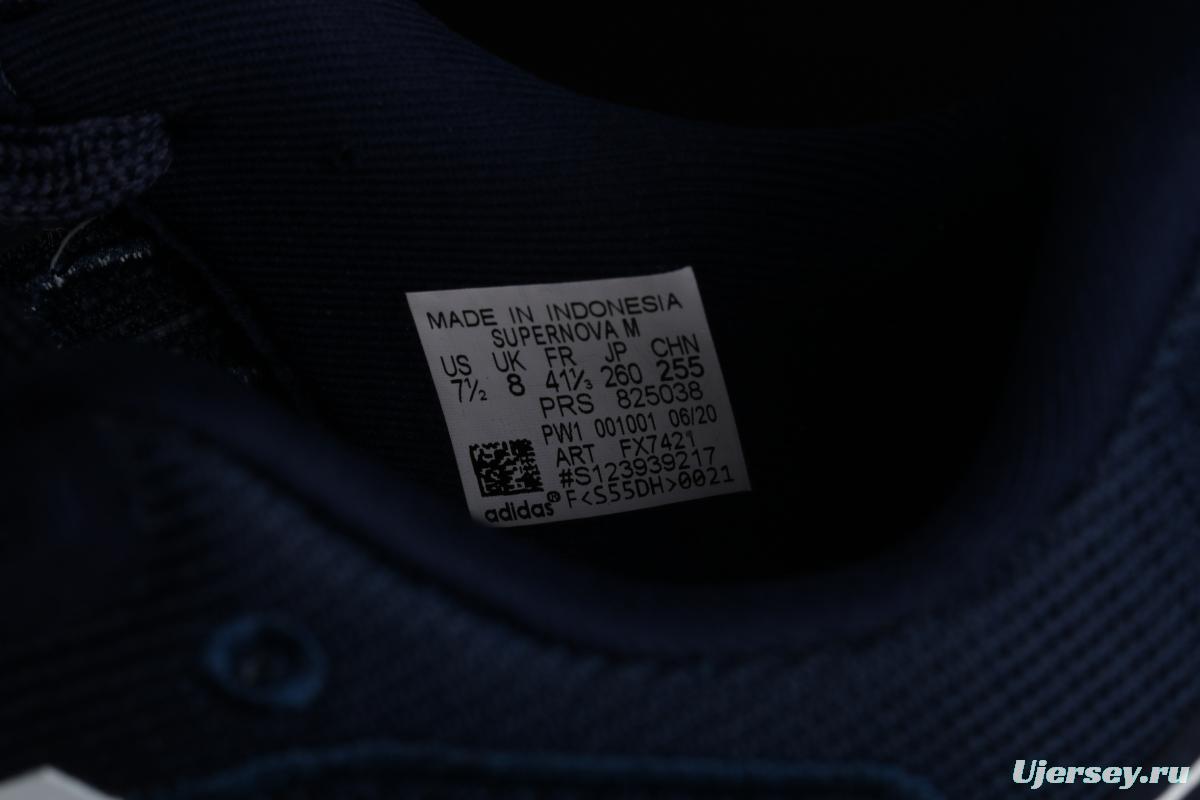 MADE IN INDONESIA
SUPERNOVA M
US UK FR JP CHN
7½ 8 41⅓ 260 255
PRS 825038
PW1 001001 06/20
ART FX7421
#S123939217
adidas® F<S55DH>0021
Ujersey.ru